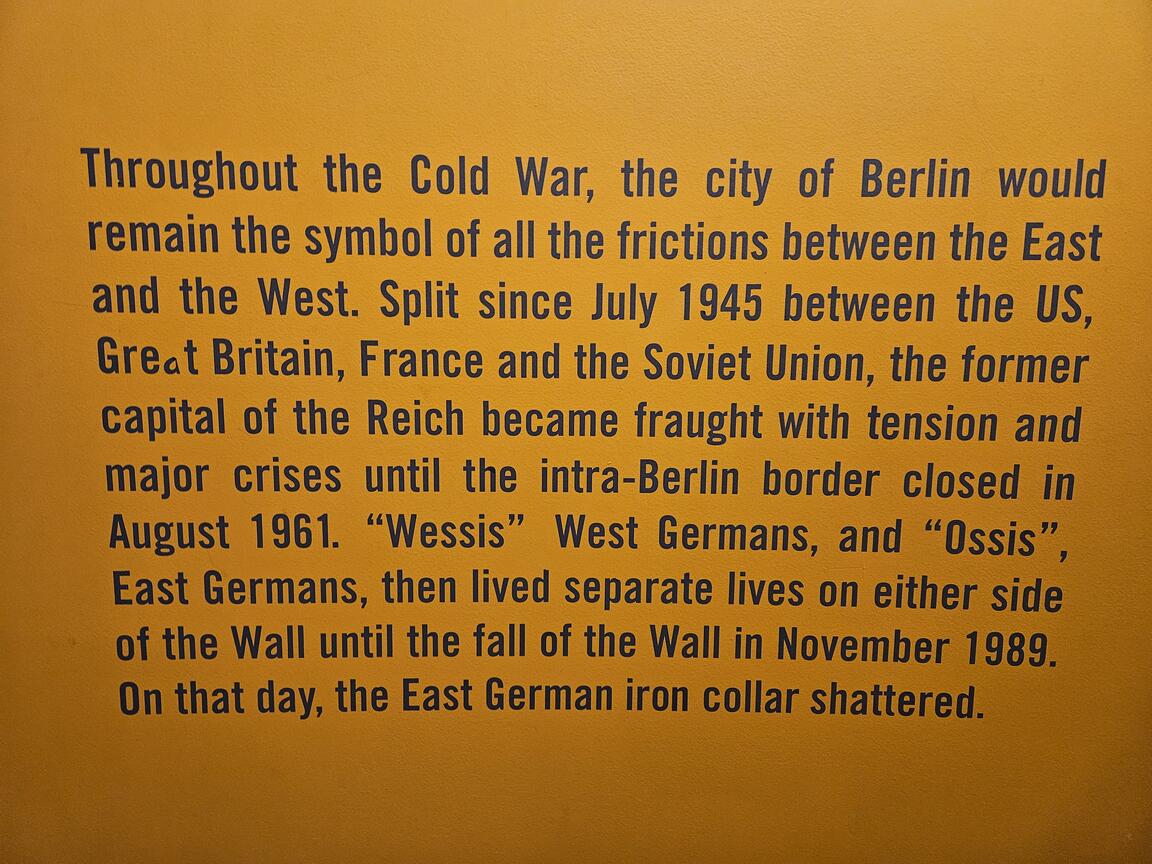 Throughout the Cold War, the city of Berlin would
remain the symbol of all the frictions between the East
and the West. Split since July 1945 between the US,
Great Britain, France and the Soviet Union, the former
capital of the Reich became fraught with tension and
major crises until the intra-Berlin border closed in
August 1961. “Wessis” West Germans, and “Ossis”,
East Germans, then lived separate lives on either side
of the Wall until the fall of the Wall in November 1989.
On that day, the East German iron collar shattered.